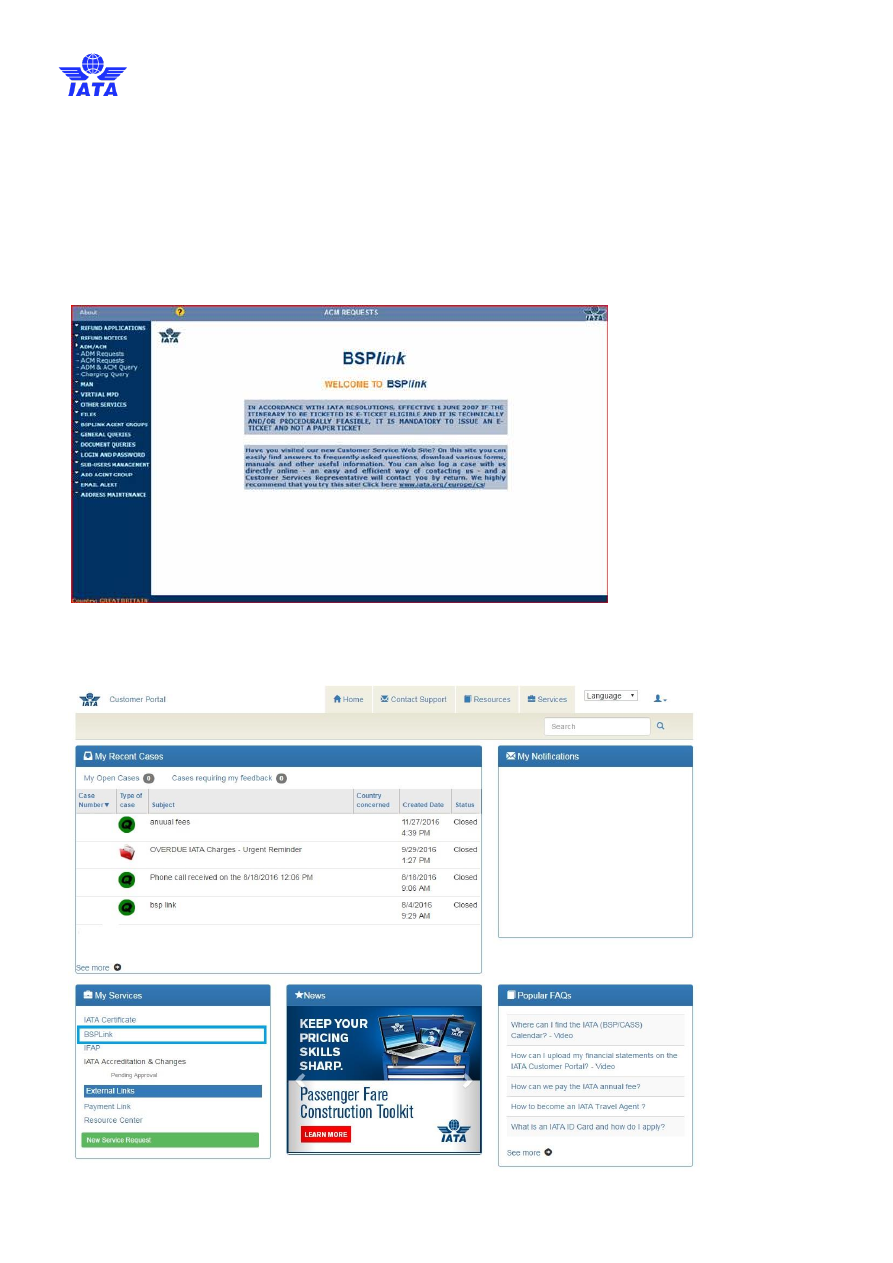 IATA
About
?
ACM REQUESTS
IATA
REFUND APPLICATIONS
REFUND NOTICES
ADM/ACM
- ADM Requests
- ACM Requests
- ADM & ACM Query
- Charging Query
MAN
VIRTUAL MPD
OTHER SERVICES
FILES
BSPLINK AGENT GROUPS
GENERAL QUERIES
DOCUMENT QUERIES
LOGIN AND PASSWORD
SUB-USERS MANAGEMENT
ADD AGENT GROUP
EMAIL ALERT
ADDRESS MAINTENANCE
Country: GREAT BRITAIN
IATA
BSPlink
WELCOME TO BSPlink
IN ACCORDANCE WITH IATA RESOLUTIONS, EFFECTIVE 1 JUNE 2007 IF THE
ITINERARY TO BE TICKETED IS E-TICKET ELIGIBLE AND IT IS TECHNICALLY
AND/OR PROCEDURALLY FEASIBLE, IT IS MANDATORY TO ISSUE AN E-
TICKET AND NOT A PAPER TICKET
Have you visited our new Customer Service Web Site? On this site you can
easily find answers to frequently asked questions, download various forms,
manuals and other useful information. You can also log a case with us
directly online - an easy and efficient way of contacting us - and a
Customer Services Representative will contact you by return. We highly
recommend that you try this site! Click here www.iata.org/europe/cs!
IATA
Customer Portal
Home
Contact Support
Resources
Services
Language
Search
My Recent Cases
My Open Cases 0
Cases requiring my feedback 0
Case Number▼
Type of case
Subject
Country concerned
Created Date
Status
anuual fees
11/27/2016 4:39 PM
Closed
OVERDUE IATA Charges - Urgent Reminder
9/29/2016 1:27 PM
Closed
Phone call received on the 8/18/2016 12:06 PM
8/18/2016 9:06 AM
Closed
bsp link
8/4/2016 9:29 AM
Closed
See more
My Notifications
My Services
IATA Certificate
BSPLink
IFAP
IATA Accreditation & Changes
Pending Approval
External Links
Payment Link
Resource Center
New Service Request
News
KEEP YOUR
PRICING
SKILLS
SHARP.
Passenger Fare
Construction Toolkit
LEARN MORE
IATA
Popular FAQs
Where can I find the IATA (BSP/CASS)
Calendar? - Video
How can I upload my financial statements on the
IATA Customer Portal? - Video
How can we pay the IATA annual fee?
How to become an IATA Travel Agent ?
What is an IATA ID Card and how do I apply?
See more